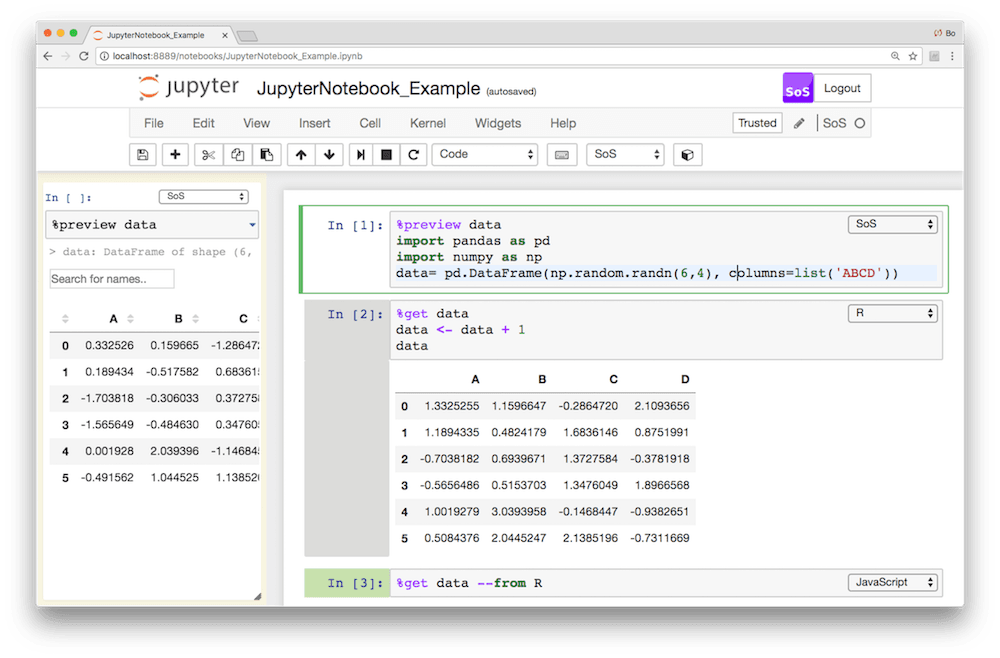 JupyterNotebook_Example
Bo
localhost:8889/notebooks/JupyterNotebook_Example.ipynb
jupyter JupyterNotebook_Example (autosaved)
SoS
Logout
File Edit View Insert Cell Kernel Widgets Help
Trusted
SoS
Code
SoS
In [ ]:
SoS
%preview data
> data: DataFrame of shape (6,
Search for names..
A B C
0 0.332526 0.159665 -1.28647
1 0.189434 -0.517582 0.68361
2 -1.703818 -0.306033 0.37275
3 -1.565649 -0.484630 0.34760
4 0.001928 2.039396 -1.14684
5 -0.491562 1.044525 1.13852
In [1]:
%preview data
SoS
import pandas as pd
import numpy as np
data= pd.DataFrame(np.random.randn(6,4), columns=list('ABCD'))
In [2]:
%get data
R
data <- data + 1
data
A B C D
0 1.3325255 1.1596647 -0.2864720 2.1093656
1 1.1894335 0.4824179 1.6836146 0.8751991
2 -0.7038182 0.6939671 1.3727584 -0.3781918
3 -0.5656486 0.5153703 1.3476049 1.8966568
4 1.0019279 3.0393958 -0.1468447 -0.9382651
5 0.5084376 2.0445247 2.1385196 -0.7311669
In [3]:
%get data --from R
JavaScript